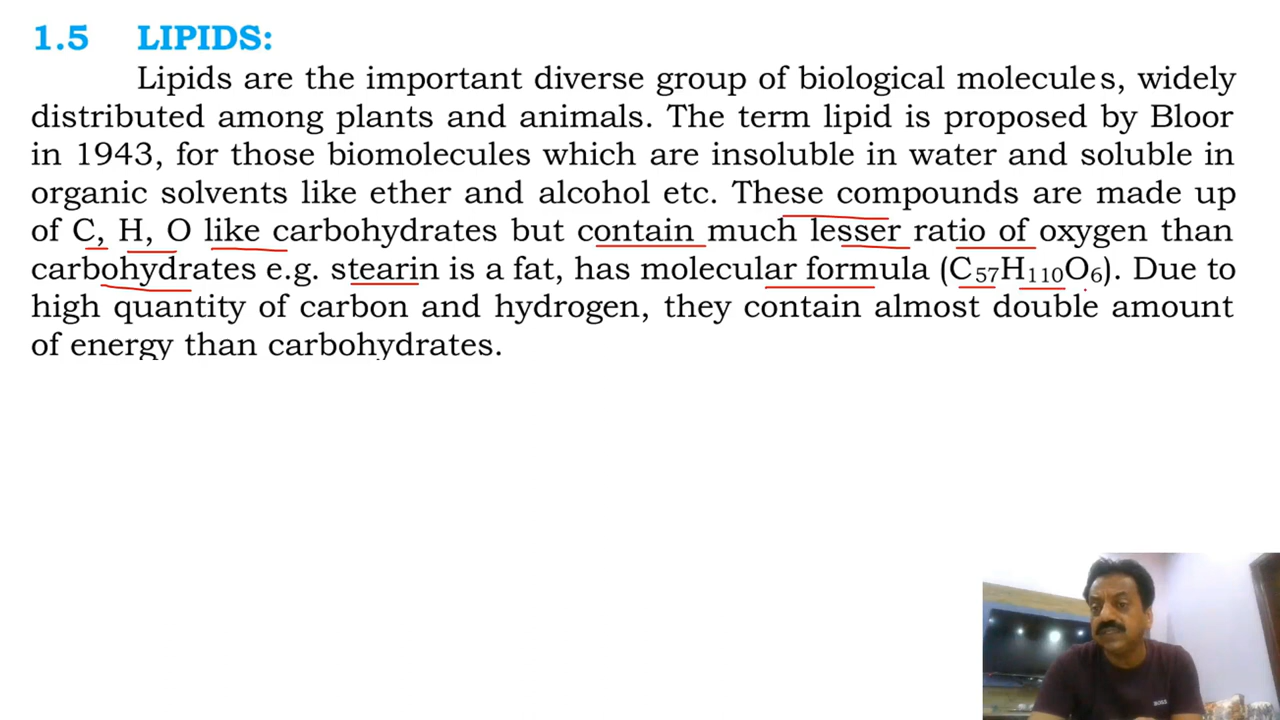 1.5 LIPIDS:
Lipids are the important diverse group of biological molecules, widely
distributed among plants and animals. The term lipid is proposed by Bloor
in 1943, for those biomolecules which are insoluble in water and soluble in
organic solvents like ether and alcohol etc. These compounds are made up
of C, H, O like carbohydrates but contain much lesser ratio of oxygen than
carbohydrates e.g. stearin is a fat, has molecular formula (C₅₇H₁₁₀O₆). Due to
high quantity of carbon and hydrogen, they contain almost double amount
of energy than carbohydrates.